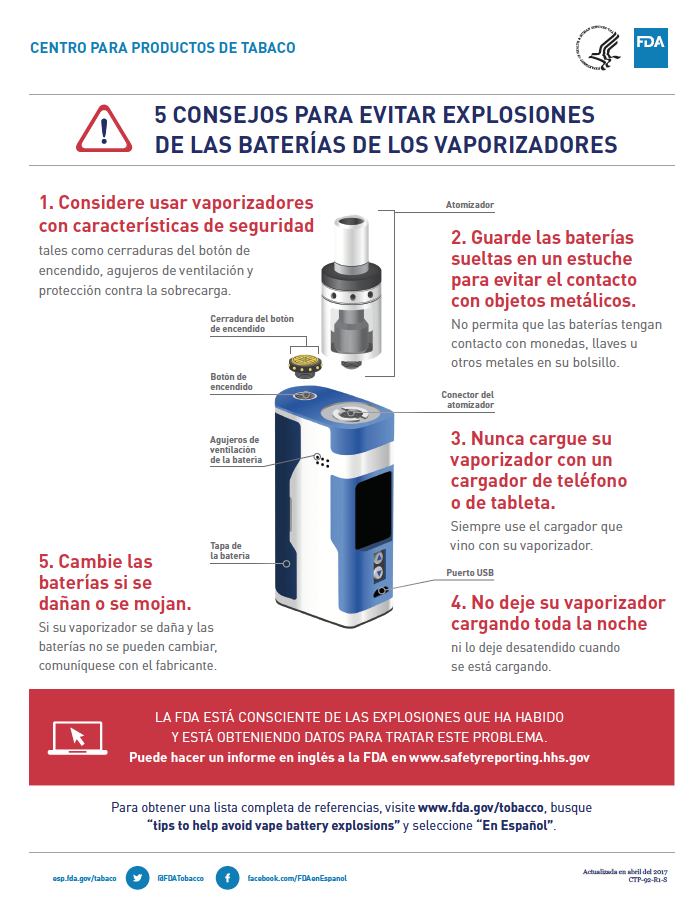 CENTRO PARA PRODUCTOS DE TABACO
FDA
5 CONSEJOS PARA EVITAR EXPLOSIONES
DE LAS BATERÍAS DE LOS VAPORIZADORES
1. Considere usar vaporizadores
con características de seguridad
tales como cerraduras del botón de
encendido, agujeros de ventilación y
protección contra la sobrecarga.
Atomizador
2. Guarde las baterías
sueltas en un estuche
para evitar el contacto
con objetos metálicos.
No permita que las baterías tengan
contacto con monedas, llaves u
otros metales en su bolsillo.
Cerradura del botón
de encendido
Botón de
encendido
Conector del
atomizador
Agujeros de
ventilación
de la bateria
3. Nunca cargue su
vaporizador con un
cargador de teléfono
o de tableta.
Siempre use el cargador que
vino con su vaporizador.
Tapa de
la bateria
Puerto USB
5. Cambie las
baterías si se
dañan o se mojan.
Si su vaporizador se daña y las
baterías no se pueden cambiar,
comuníquese con el fabricante.
4. No deje su vaporizador
cargando toda la noche
ni lo deje desatendido cuando
se está cargando.
LA FDA ESTÁ CONSCIENTE DE LAS EXPLOSIONES QUE HA HABIDO
Y ESTÁ OBTENIENDO DATOS PARA TRATAR ESTE PROBLEMA.
Puede hacer un informe en inglés a la FDA en www.safetyreporting.hhs.gov
Para obtener una lista completa de referencias, visite www.fda.gov/tobacco, busque
“tips to help avoid vape battery explosions” y seleccione “En Español”.
esp.fda.gov/tabaco
@FDATobacco
facebook.com/FDAenEspanol
Actualizada en abril del 2017
CTP-92-R1-S